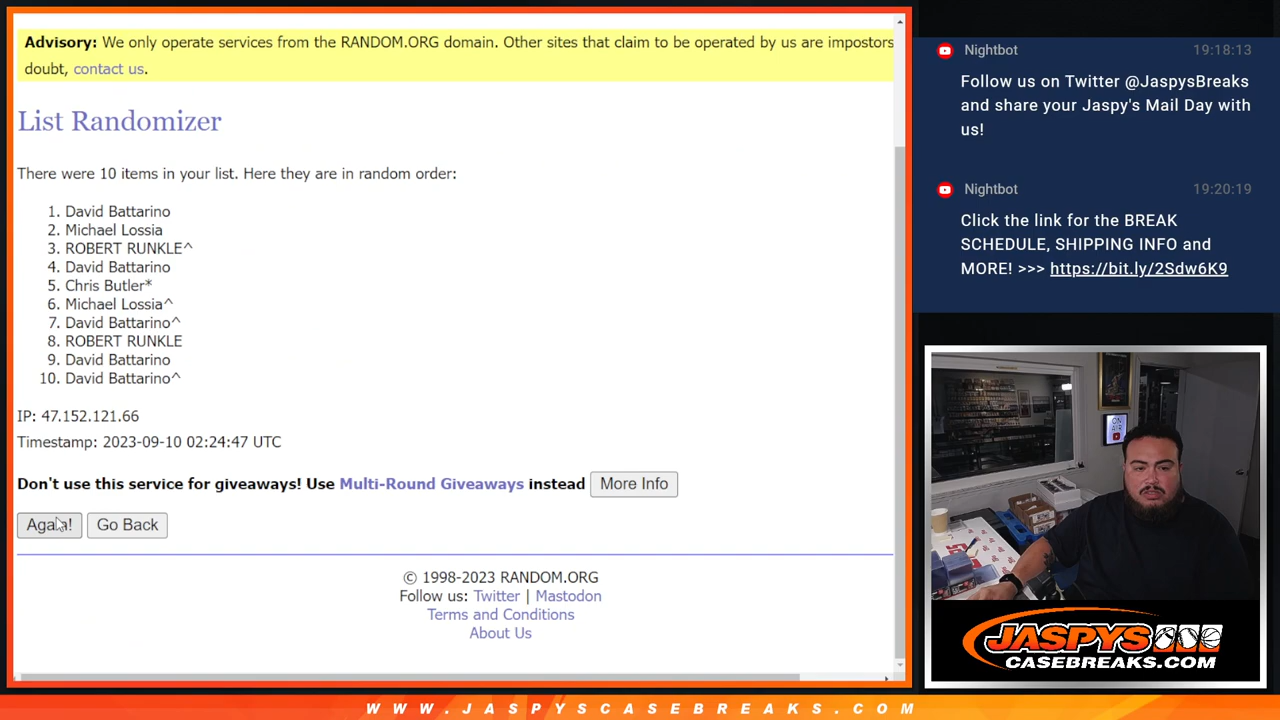 Advisory: We only operate services from the RANDOM.ORG domain. Other sites that claim to be operated by us are impostors
doubt, contact us.
List Randomizer
There were 10 items in your list. Here they are in random order:
1. David Battarino
2. Michael Lossia
3. ROBERT RUNKLE^
4. David Battarino
5. Chris Butler*
6. Michael Lossia^
7. David Battarino^
8. ROBERT RUNKLE
9. David Battarino
10. David Battarino^
IP: 47.152.121.66
Timestamp: 2023-09-10 02:24:47 UTC
Don't use this service for giveaways! Use Multi-Round Giveaways instead More Info
Again! Go Back
© 1998-2023 RANDOM.ORG
Follow us: Twitter | Mastodon
Terms and Conditions
About Us
Nightbot 19:18:13
Follow us on Twitter @JaspysBreaks
and share your Jaspy's Mail Day with
us!
Nightbot 19:20:19
Click the link for the BREAK
SCHEDULE, SHIPPING INFO and
MORE! >>> https://bit.ly/2Sdw6K9
ON
AIR
JASPYS
CASEBREAKS.COM
WWW.JASPYSCASEBREAKS.COM